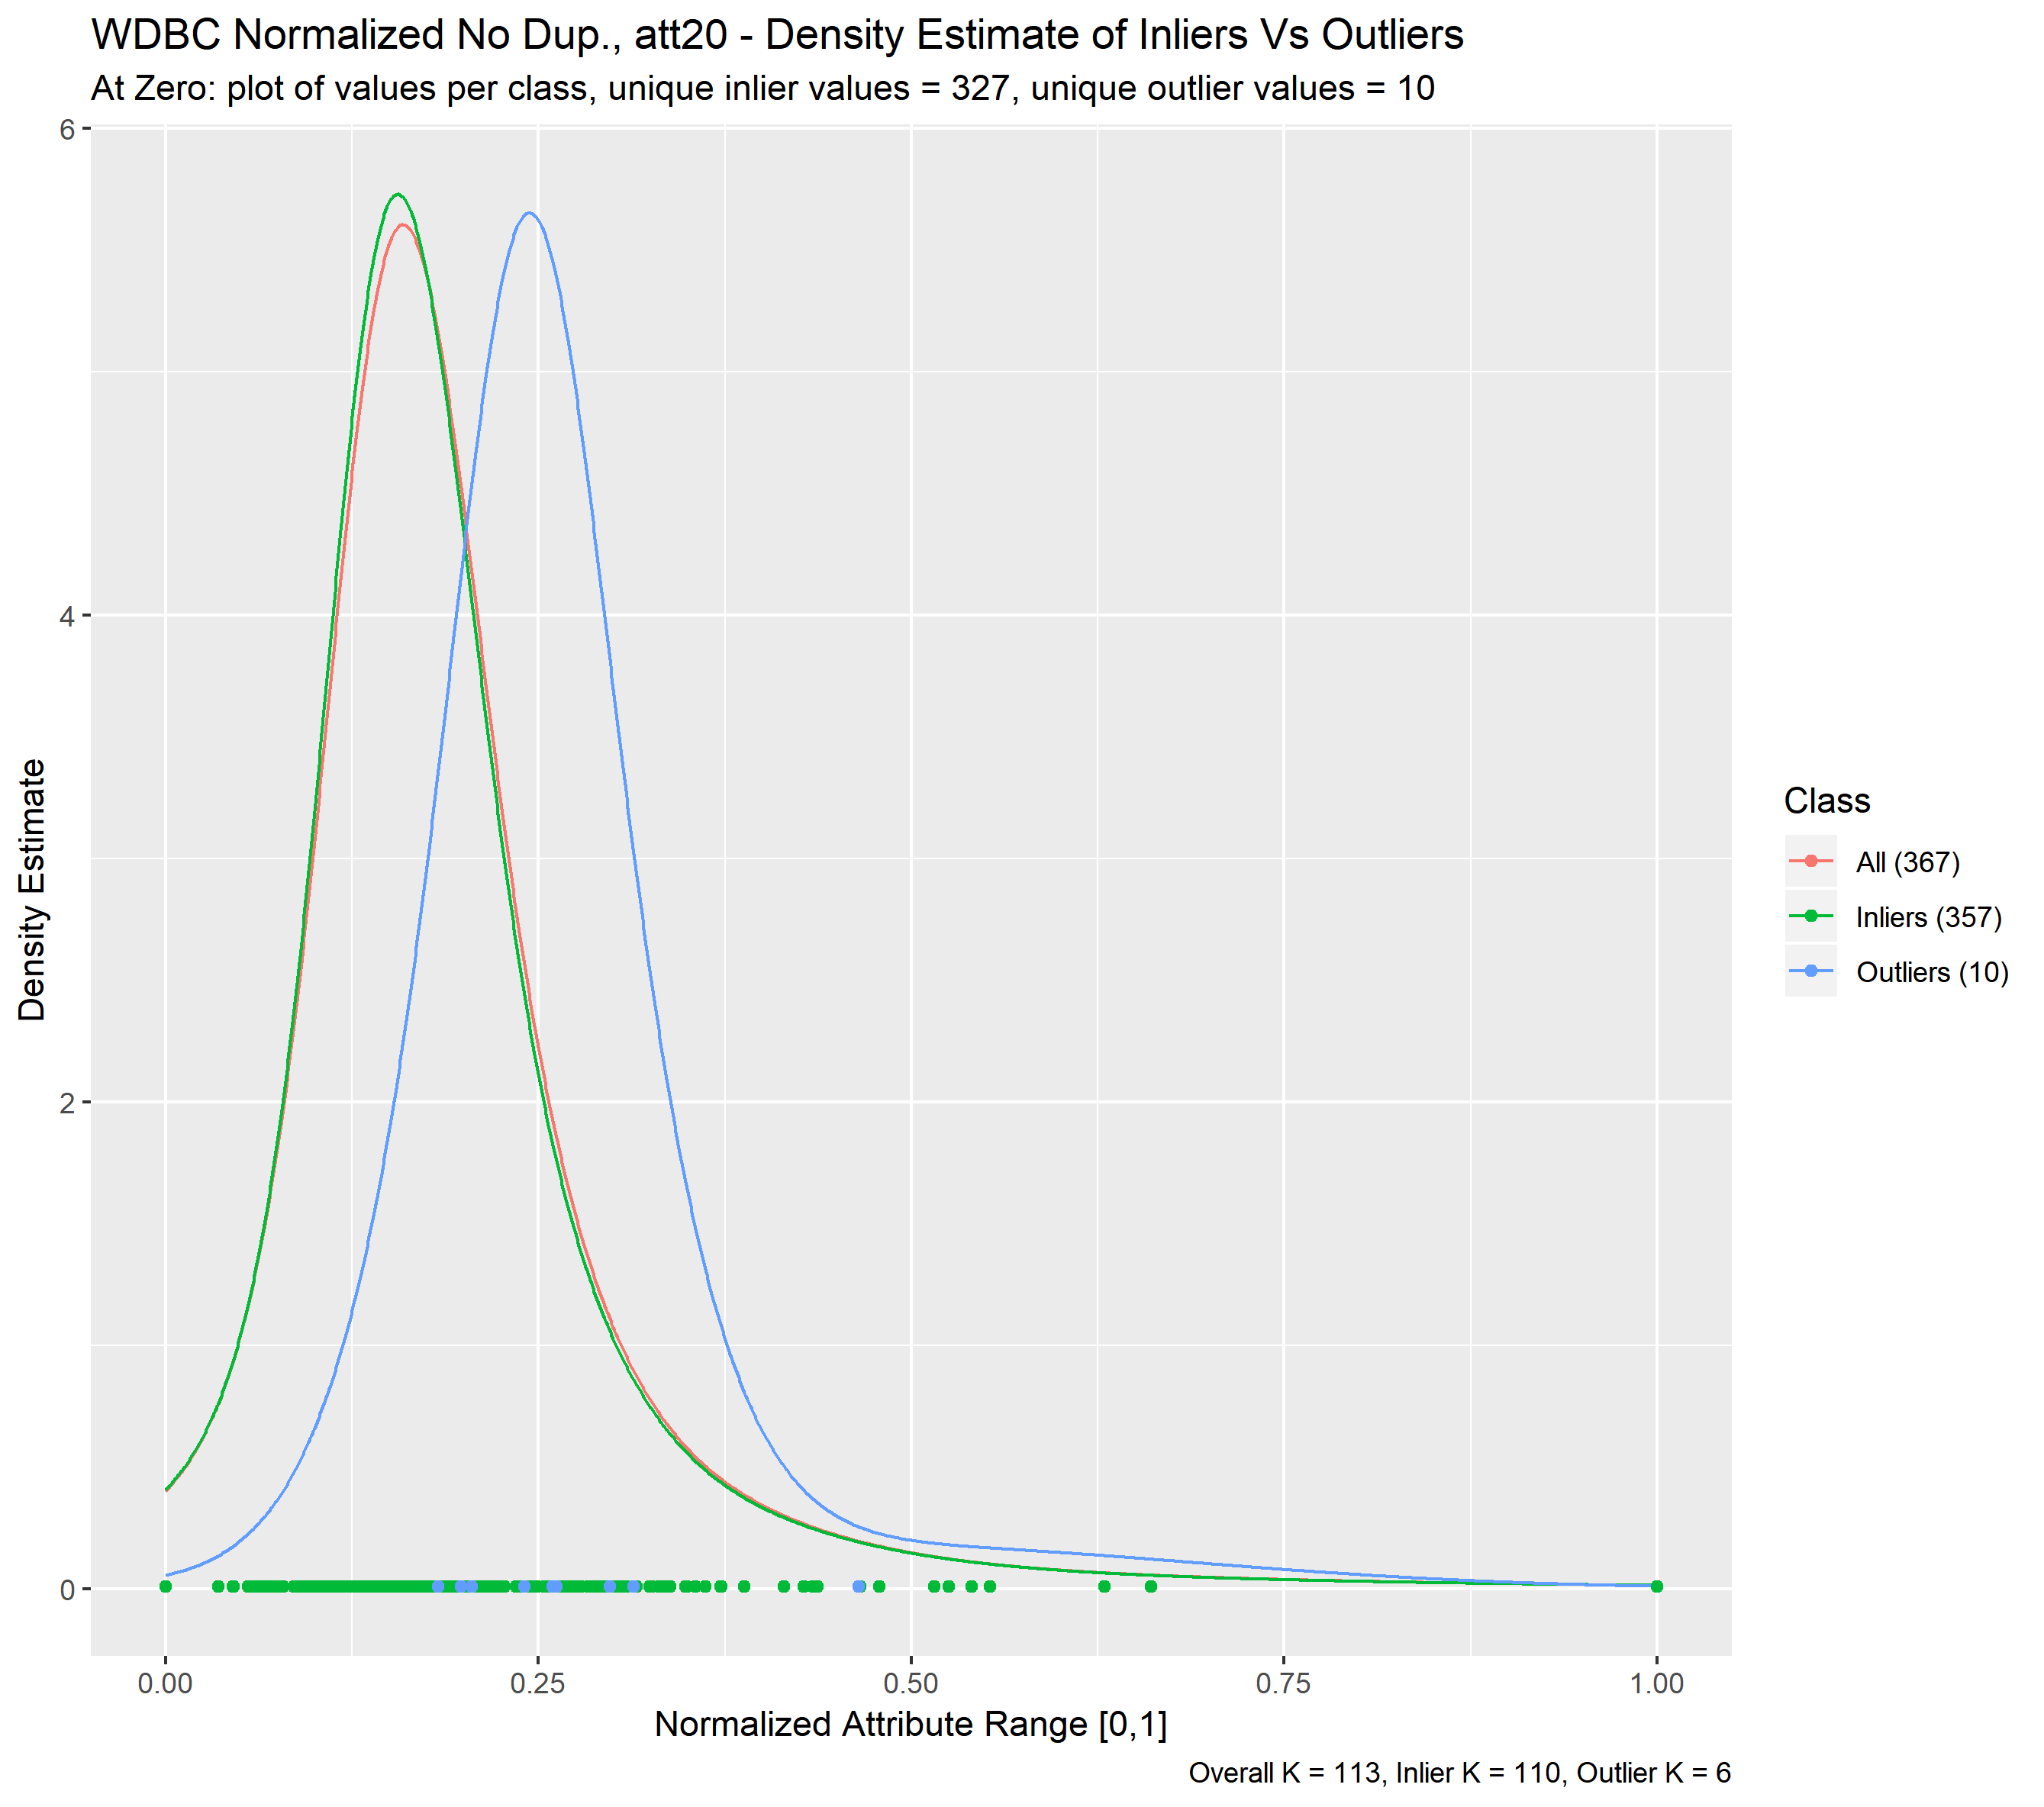 WDBC Normalized No Dup., att20 - Density Estimate of Inliers Vs Outliers
At Zero: plot of values per class, unique inlier values = 327, unique outlier values = 10
6
4
2
0
Density Estimate
0.00 0.25 0.50 0.75 1.00
Normalized Attribute Range [0,1]
Class
All (367)
Inliers (357)
Outliers (10)
Overall K = 113, Inlier K = 110, Outlier K = 6